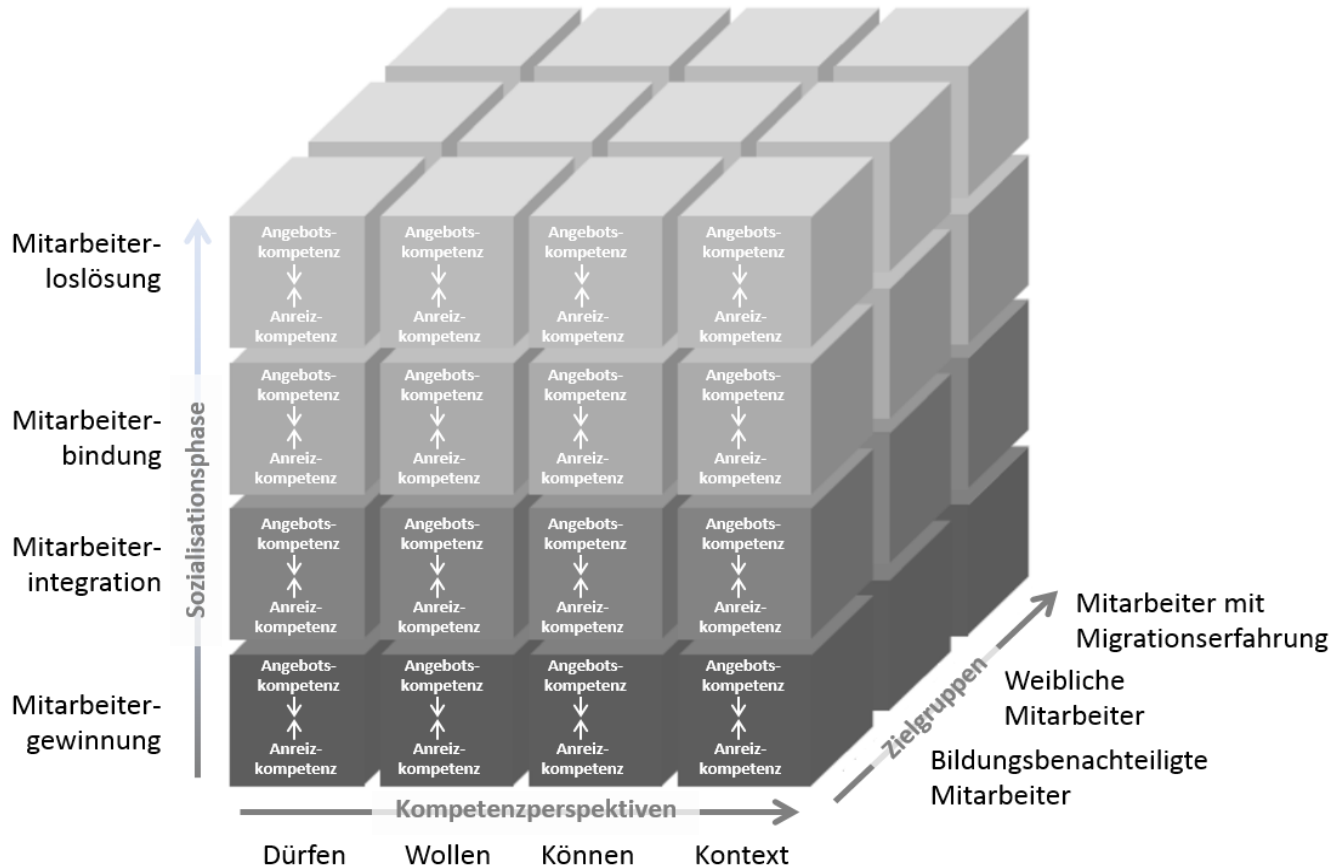 Mitarbeiter-
loslösung
Angebots-
kompetenz
Anreiz-
kompetenz
Angebots-
kompetenz
Anreiz-
kompetenz
Angebots-
kompetenz
Anreiz-
kompetenz
Angebots-
kompetenz
Anreiz-
kompetenz
Mitarbeiter-
bindung
Angebots-
kompetenz
Anreiz-
kompetenz
Angebots-
kompetenz
Anreiz-
kompetenz
Angebots-
kompetenz
Anreiz-
kompetenz
Angebots-
kompetenz
Anreiz-
kompetenz
Mitarbeiter-
integration
Angebots-
kompetenz
Anreiz-
kompetenz
Angebots-
kompetenz
Anreiz-
kompetenz
Angebots-
kompetenz
Anreiz-
kompetenz
Angebots-
kompetenz
Anreiz-
kompetenz
Mitarbeiter-
gewinnung
Angebots-
kompetenz
Anreiz-
kompetenz
Angebots-
kompetenz
Anreiz-
kompetenz
Angebots-
kompetenz
Anreiz-
kompetenz
Angebots-
kompetenz
Anreiz-
kompetenz
Sozialisationsphase
Mitarbeiter mit
Migrationserfahrung
Weibliche
Mitarbeiter
Bildungsbenachteiligte
Mitarbeiter
Zielgruppen
Kompetenzperspektiven
Dürfen
Wollen
Können
Kontext